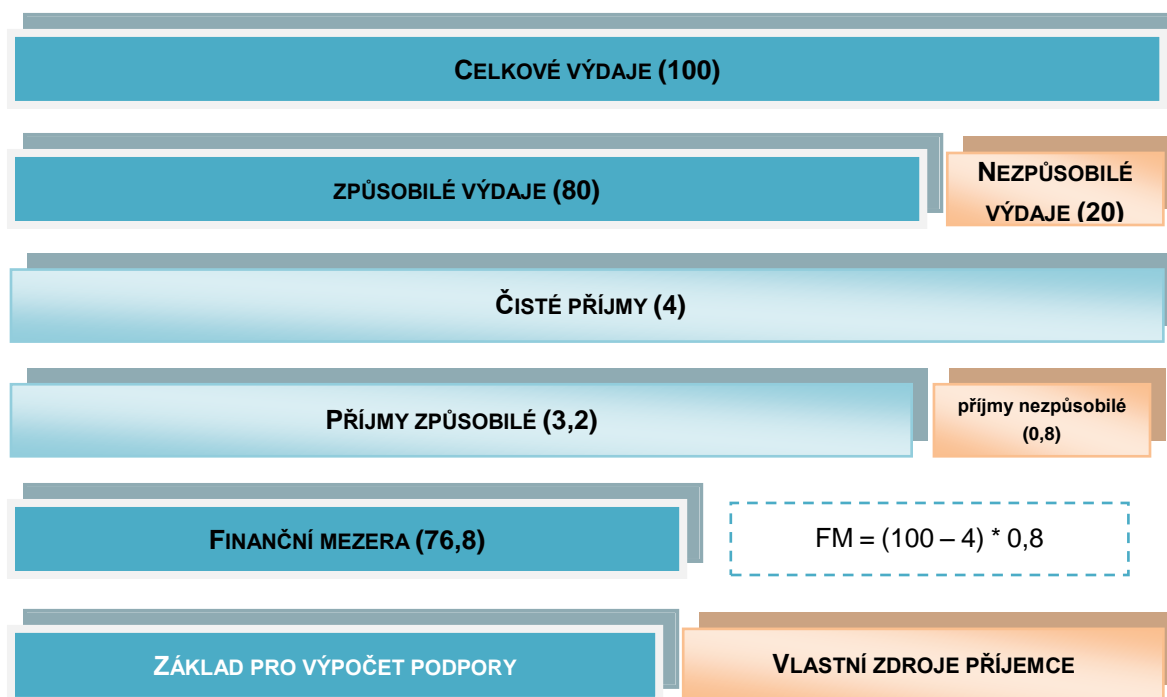 CELKOVÉ VÝDAJE (100)
ZPŮSOBILÉ VÝDAJE (80)
NEZPŮSOBILÉ
VÝDAJE (20)
ČISTÉ PŘÍJMY (4)
PŘÍJMY ZPŮSOBILÉ (3,2)
příjmy nezpůsobilé
(0,8)
FINANČNÍ MEZERA (76,8)
FM = (100 – 4) * 0,8
ZÁKLAD PRO VÝPOČET PODPORY
VLASTNÍ ZDROJE PŘÍJEMCE